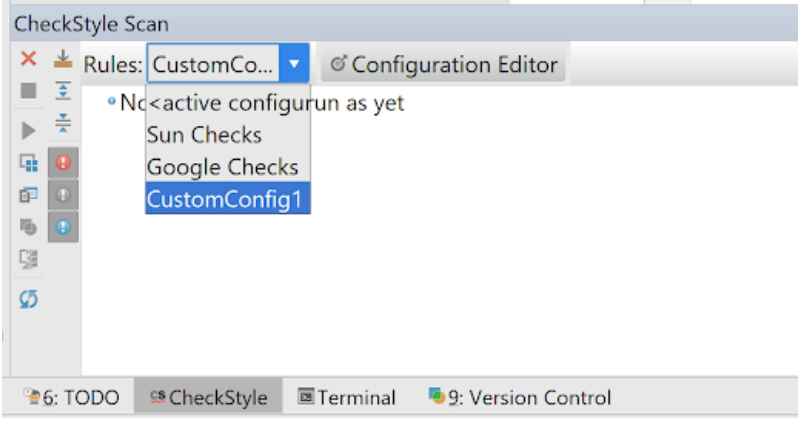 CheckStyle Scan
Rules: CustomCo... Configuration Editor
No
<active configurun as yet
Sun Checks
Google Checks
CustomConfig1
6: TODO CS CheckStyle Terminal 9: Version Control